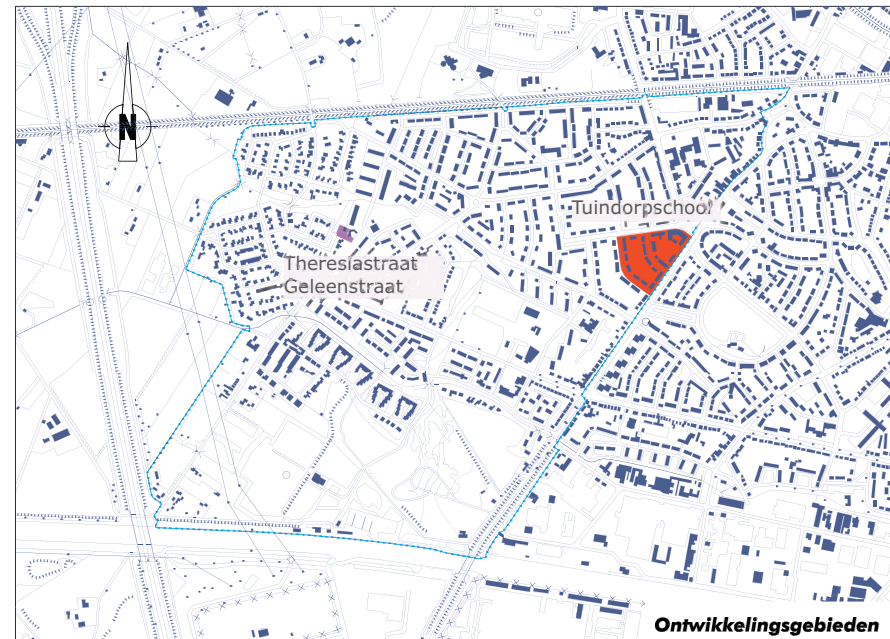 N
Tuindorpschool
Theresiastraat
Geleenstraat
Ontwikkelingsgebieden